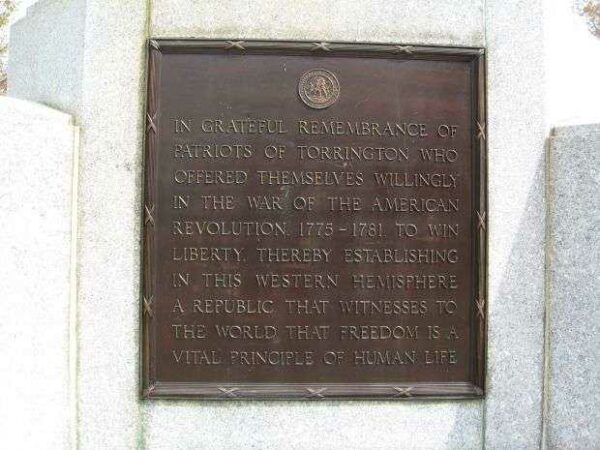 IN GRATEFUL REMEMBRANCE OF
PATRIOTS OF TORRINGTON WHO
OFFERED THEMSELVES WILLINGLY
IN THE WAR OF THE AMERICAN
REVOLUTION, 1775-1781, TO WIN
LIBERTY, THEREBY ESTABLISHING
IN THIS WESTERN HEMISPHERE
A REPUBLIC THAT WITNESSES TO
THE WORLD THAT FREEDOM IS A
VITAL PRINCIPLE OF HUMAN LIFE